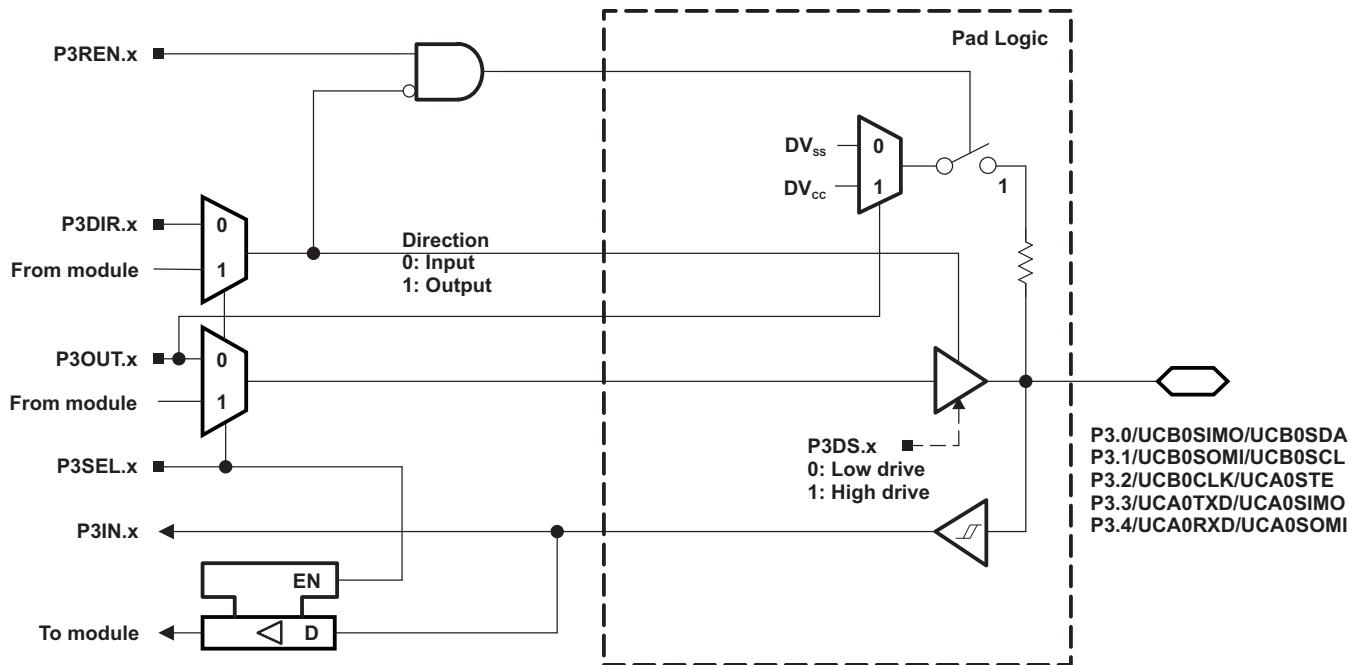 Pad Logic
P3REN.x
DVSS
0
DVCC
1
1
P3DIR.x
0
From module
1
Direction
0: Input
1: Output
P3OUT.x
0
From module
1
P3DS.x
0: Low drive
1: High drive
P3SEL.x
P3.0/UCB0SIMO/UCB0SDA
P3.1/UCB0SOMI/UCB0SCL
P3.2/UCB0CLK/UCA0STE
P3.3/UCA0TXD/UCA0SIMO
P3.4/UCA0RXD/UCA0SOMI
P3IN.x
EN
To module
D